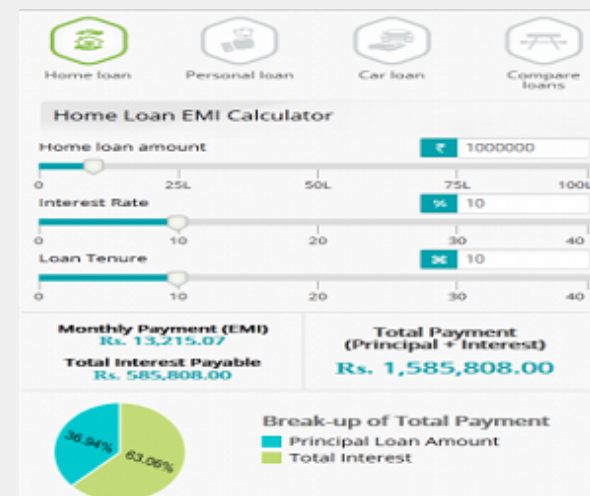 Home loan
Personal loan
Car loan
Compare
loans
Home Loan EMI Calculator
Home loan amount
₹ 1000000
0 25L 50L 75L 100L
Interest Rate
% 10
0 10 20 30 40
Loan Tenure
10
0 10 20 30 40
Monthly Payment (EMI)
Rs. 13,215.07
Total Interest Payable
Rs. 585,808.00
Total Payment
(Principal + Interest)
Rs. 1,585,808.00
36.94%
63.06%
Break-up of Total Payment
Principal Loan Amount
Total Interest